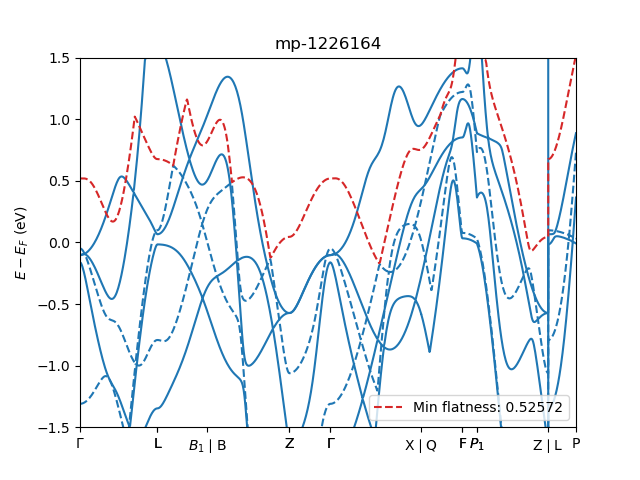 mp-1226164
E − E_F (eV)
1.5
1.0
0.5
0.0
−0.5
−1.0
−1.5
Min flatness: 0.52572
Γ L B₁ | B Z Γ X | Q F P₁ Z | L P